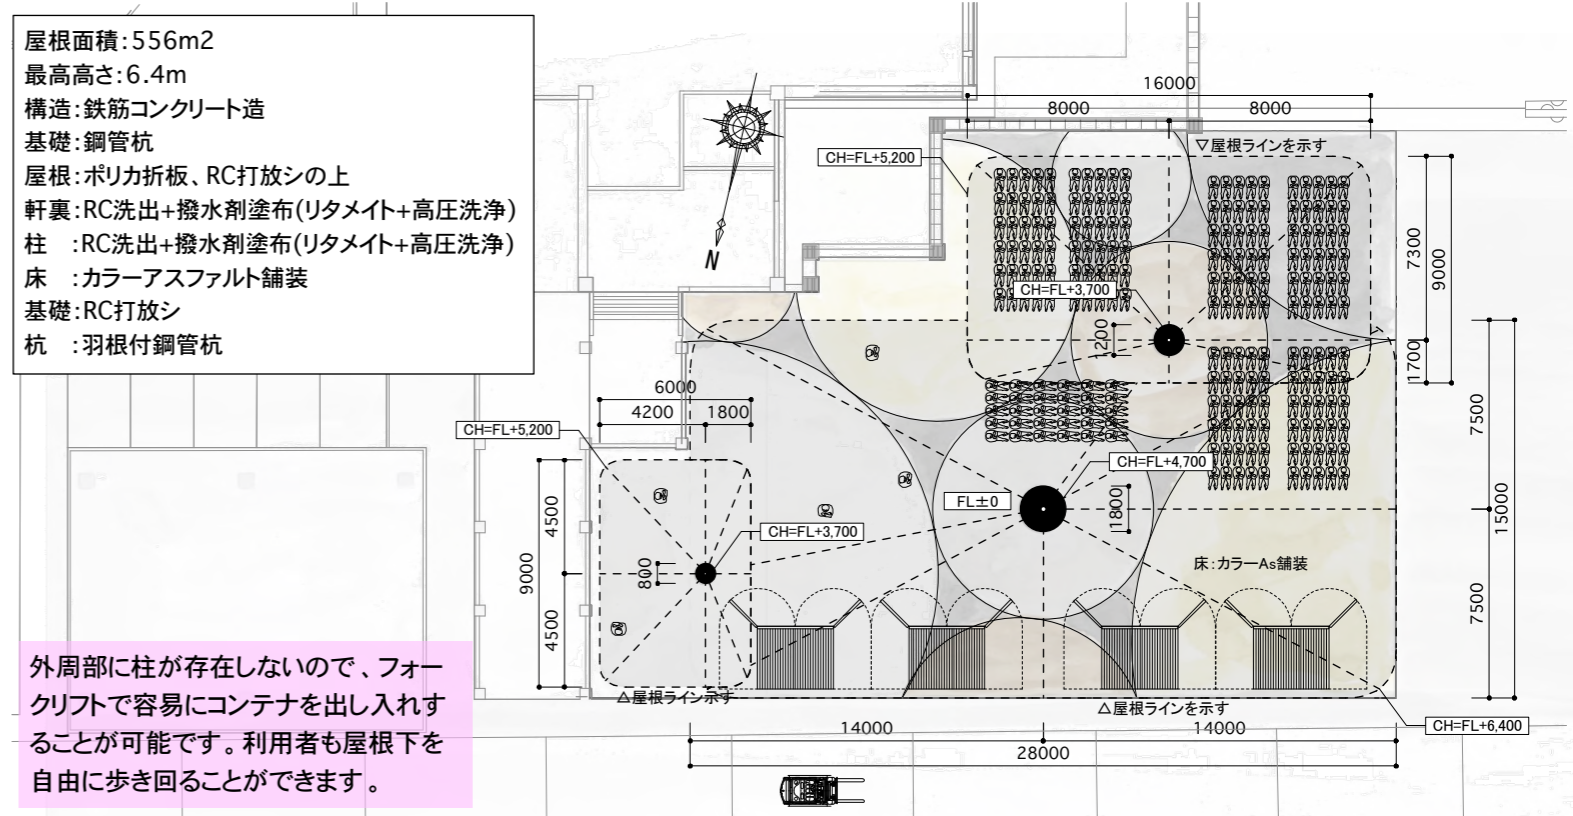 屋根面積：556m2
最高高さ：6.4m
構造：鉄筋コンクリート造
基礎：鋼管杭
屋根：ポリカ折板、RC打放シの上
軒裏：RC洗出+撥水剤塗布(リタメイト+高圧洗浄)
柱　：RC洗出+撥水剤塗布(リタメイト+高圧洗浄)
床　：カラーアスファルト舗装
基礎：RC打放シ
杭　：羽根付鋼管杭
N
16000
8000
8000
▽屋根ラインを示す
CH=FL+5,200
7300
9000
1700
CH=FL+3,700
1200
6000
4200
1800
CH=FL+5,200
7500
15000
7500
CH=FL+4,700
FL±0
1800
4500
9000
4500
CH=FL+3,700
800
床：カラーAs舗装
△屋根ライン示す
△屋根ラインを示す
CH=FL+6,400
14000
14000
28000
外周部に柱が存在しないので、フォー
クリフトで容易にコンテナを出し入れす
ることが可能です。利用者も屋根下を
自由に歩き回ることができます。